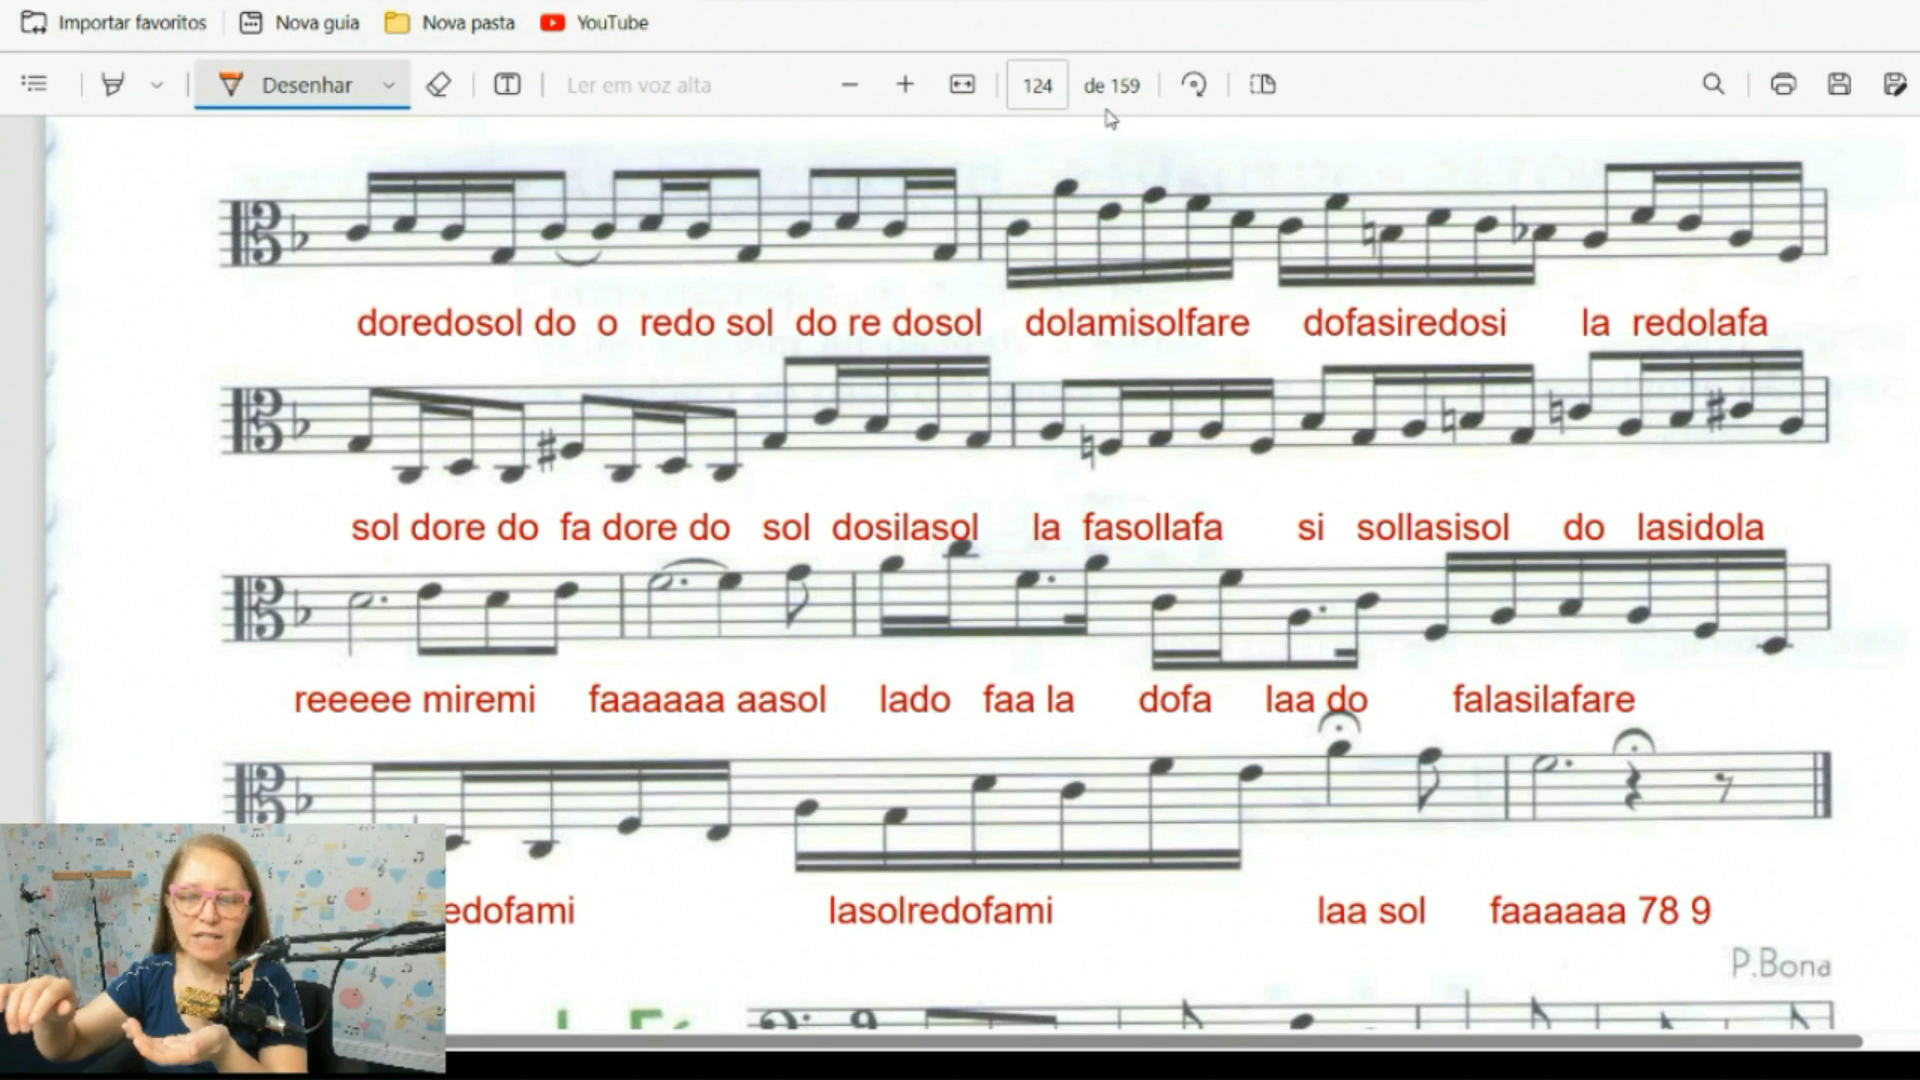 Importar favoritos Nova guia Nova pasta YouTube
Desenhar Ler em voz alta 124 de 159
doredosol do o redo sol do re dosol dolamisolfare dofasiredosi la redolafa
sol dore do fa dore do sol dosilasol la fasollafa si sollasisol do lasidola
reeeee miremi faaaaaa aasol lado faa la dofa laa do falasilafare
edofami lasolredofami laa sol faaaaaa 78 9
P.Bona
9